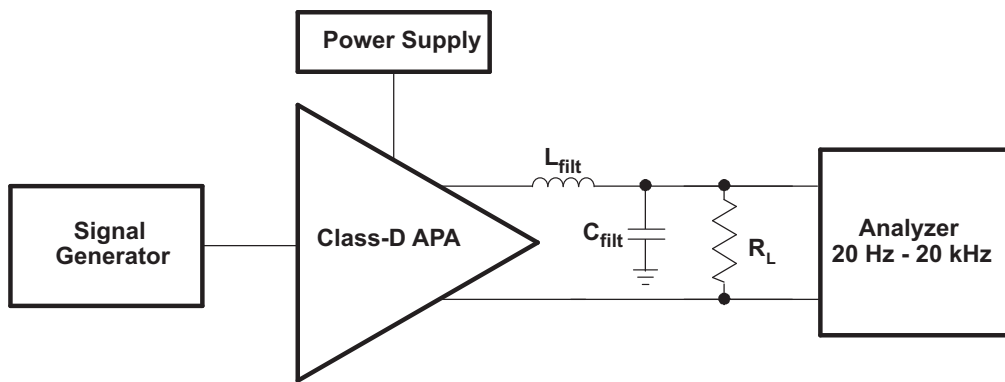 Power Supply
Signal
Generator
Class-D APA
Lfilt
Cfilt
RL
Analyzer
20 Hz - 20 kHz